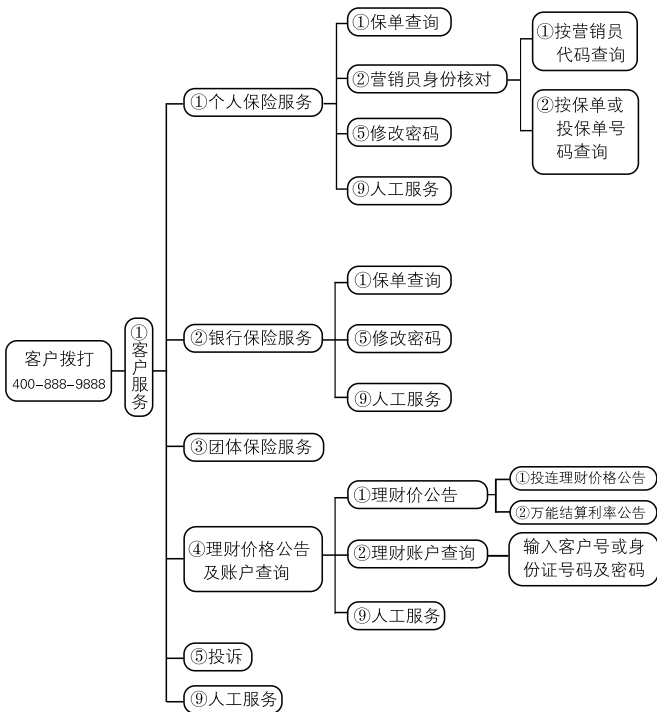 客户拨打
400-888-9888
①客户服务
①个人保险服务
①保单查询
②营销员身份核对
①按营销员
代码查询
②按保单或
投保单号
码查询
⑤修改密码
⑨人工服务
②银行保险服务
①保单查询
⑤修改密码
⑨人工服务
③团体保险服务
④理财价格公告
及账户查询
①理财价公告
①投连理财价格公告
②万能结算利率公告
②理财账户查询
输入客户号或身
份证号码及密码
⑨人工服务
⑤投诉
⑨人工服务